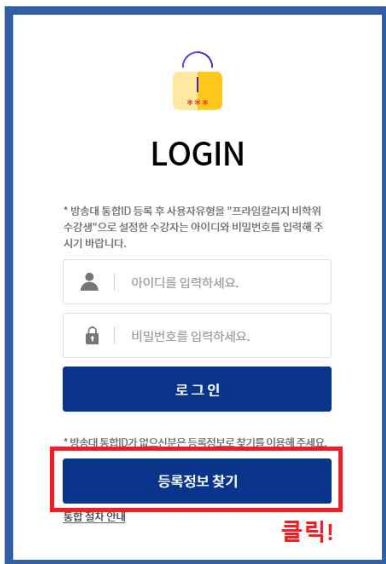 ***
LOGIN
* 방송대 통합ID 등록 후 사용자유형을 "프라임칼리지 비학위
수강생"으로 설정한 수강자는 아이디와 비밀번호를 입력해 주
시기 바랍니다.
아이디를 입력하세요.
비밀번호를 입력하세요.
로그인
* 방송대 통합ID가 없으신분은 등록정보로 찾기를 이용해 주세요.
등록정보 찾기
통합 절차 안내
클릭!